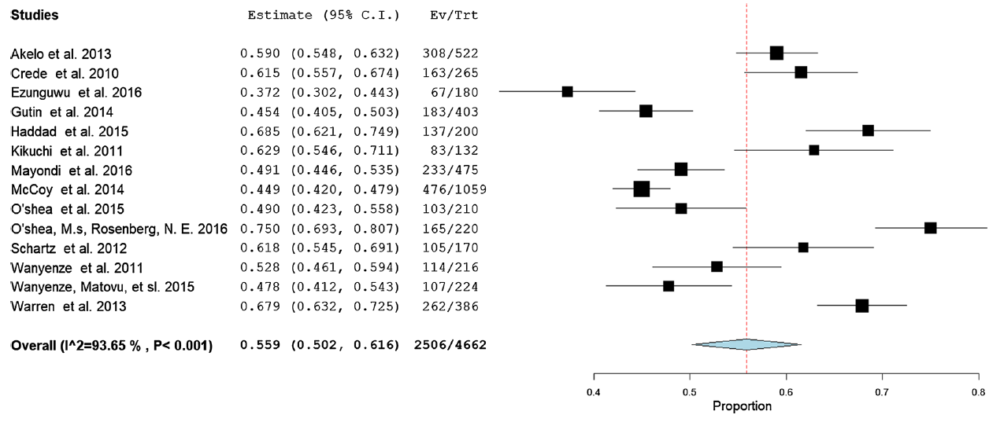 Studies Estimate (95% C.I.) Ev/Trt
Akelo et al. 2013 0.590 (0.548, 0.632) 308/522
Crede et al. 2010 0.615 (0.557, 0.674) 163/265
Ezunguwu et al. 2016 0.372 (0.302, 0.443) 67/180
Gutin et al. 2014 0.454 (0.405, 0.503) 183/403
Haddad et al. 2015 0.685 (0.621, 0.749) 137/200
Kikuchi et al. 2011 0.629 (0.546, 0.711) 83/132
Mayondi et al. 2016 0.491 (0.446, 0.535) 233/475
McCoy et al. 2014 0.449 (0.420, 0.479) 476/1059
O'shea et al. 2015 0.490 (0.423, 0.558) 103/210
O'shea, M.s, Rosenberg, N. E. 2016 0.750 (0.693, 0.807) 165/220
Schartz et al. 2012 0.618 (0.545, 0.691) 105/170
Wanyenze et al. 2011 0.528 (0.461, 0.594) 114/216
Wanyenze, Matovu, et sl. 2015 0.478 (0.412, 0.543) 107/224
Warren et al. 2013 0.679 (0.632, 0.725) 262/386
Overall (I^2=93.65 % , P< 0.001) 0.559 (0.502, 0.616) 2506/4662
0.4 0.5 0.6 0.7 0.8
Proportion